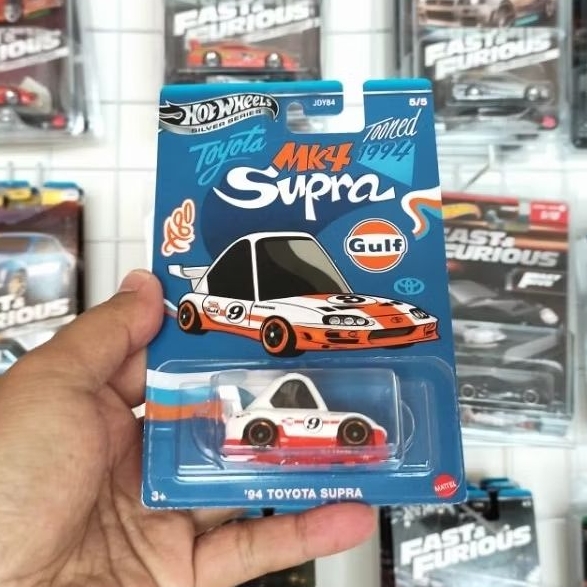 FAST & FURIOUS
FAST & FURIOUS
HOT WHEELS
SILVER SERIES
JDY84
5/5
Toyota
Tooned
MK4
1994
Supra
A80
Gulf
9
9
3+
'94 TOYOTA SUPRA
MATTEL
FAST & FURIOUS
FAST
FAST & FURIOUS